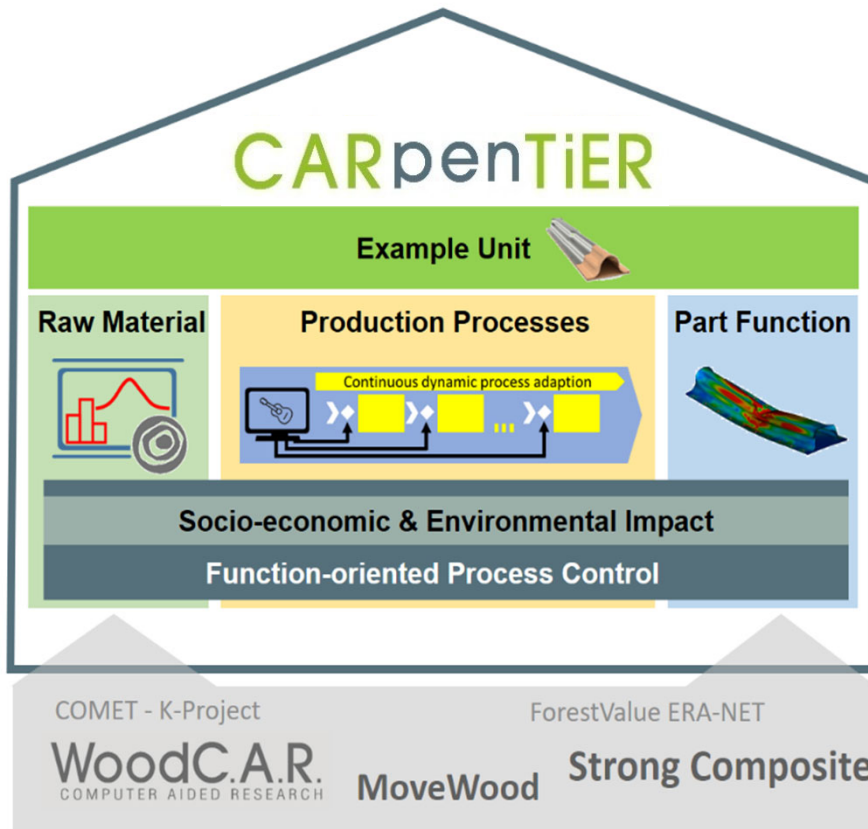 CARpenTiER
Example Unit
Raw Material
Production Processes
Part Function
Continuous dynamic process adaption
...
Socio-economic & Environmental Impact
Function-oriented Process Control
COMET - K-Project
ForestValue ERA-NET
WoodC.A.R.
COMPUTER AIDED RESEARCH
MoveWood
Strong Composite